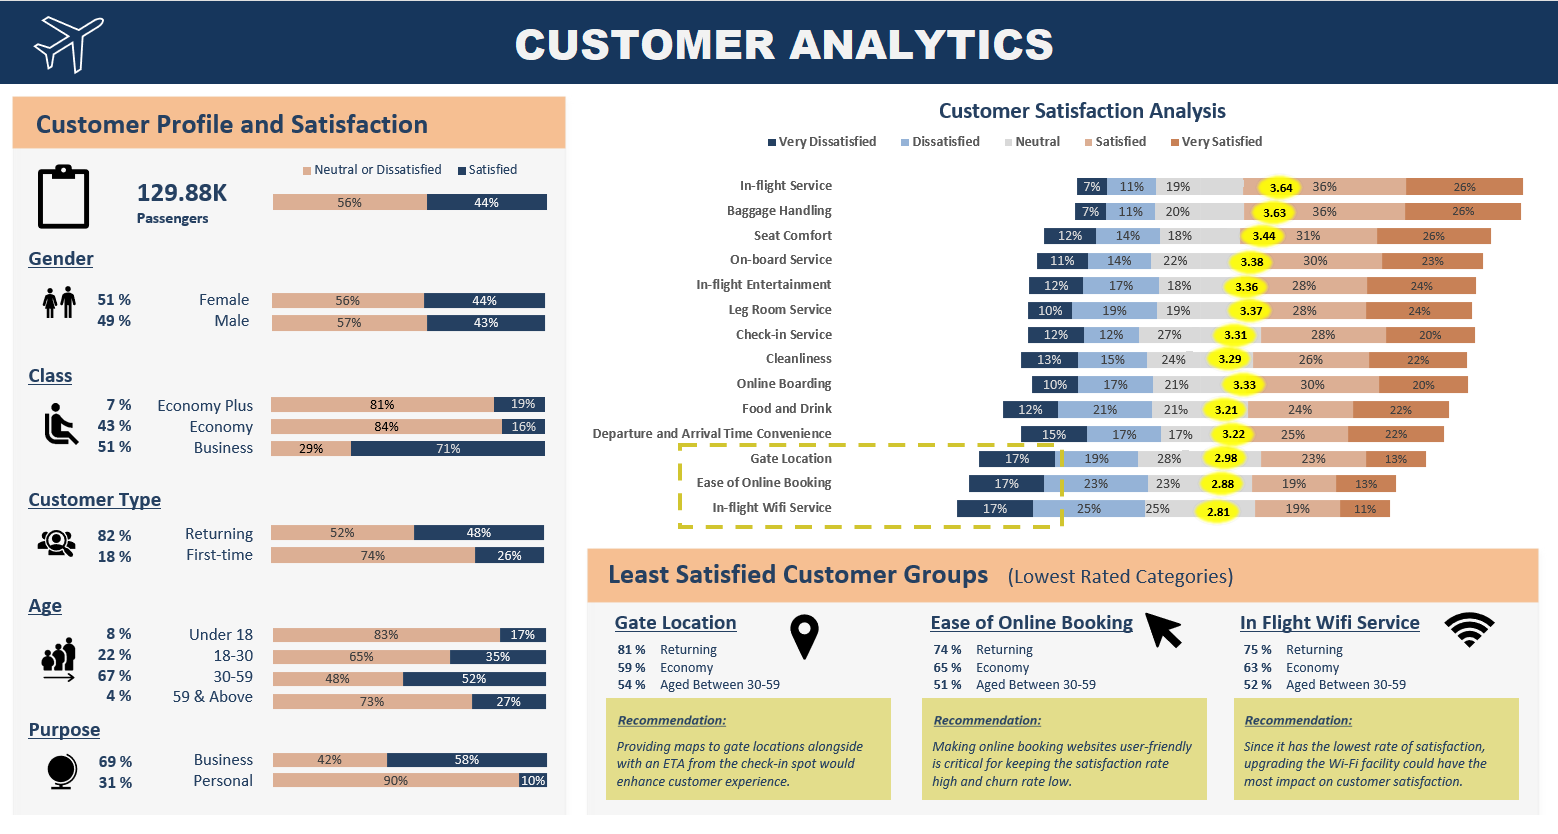 CUSTOMER ANALYTICS
Customer Profile and Satisfaction
Neutral or Dissatisfied Satisfied
129.88K
Passengers
56% 44%
Gender
51 % Female 56% 44%
49 % Male 57% 43%
Class
7 % Economy Plus 81% 19%
43 % Economy 84% 16%
51 % Business 29% 71%
Customer Type
82 % Returning 52% 48%
18 % First-time 74% 26%
Age
8 % Under 18 83% 17%
22 % 18-30 65% 35%
67 % 30-59 48% 52%
4 % 59 & Above 73% 27%
Purpose
69 % Business 42% 58%
31 % Personal 90% 10%
Customer Satisfaction Analysis
Very Dissatisfied Dissatisfied Neutral Satisfied Very Satisfied
In-flight Service 7% 11% 19% 3.64 36% 26%
Baggage Handling 7% 11% 20% 3.63 36% 26%
Seat Comfort 12% 14% 18% 3.44 31% 26%
On-board Service 11% 14% 22% 3.38 30% 23%
In-flight Entertainment 12% 17% 18% 3.36 28% 24%
Leg Room Service 10% 19% 19% 3.37 28% 24%
Check-in Service 12% 12% 27% 3.31 28% 20%
Cleanliness 13% 15% 24% 3.29 26% 22%
Online Boarding 10% 17% 21% 3.33 30% 20%
Food and Drink 12% 21% 21% 3.21 24% 22%
Departure and Arrival Time Convenience 15% 17% 17% 3.22 25% 22%
Gate Location 17% 19% 28% 2.98 23% 13%
Ease of Online Booking 17% 23% 23% 2.88 19% 13%
In-flight Wifi Service 17% 25% 25% 2.81 19% 11%
Least Satisfied Customer Groups (Lowest Rated Categories)
Gate Location
81 % Returning
59 % Economy
54 % Aged Between 30-59
Recommendation:
Providing maps to gate locations alongside
with an ETA from the check-in spot would
enhance customer experience.
Ease of Online Booking
74 % Returning
65 % Economy
51 % Aged Between 30-59
Recommendation:
Making online booking websites user-friendly
is critical for keeping the satisfaction rate
high and churn rate low.
In Flight Wifi Service
75 % Returning
63 % Economy
52 % Aged Between 30-59
Recommendation:
Since it has the lowest rate of satisfaction,
upgrading the Wi-Fi facility could have the
most impact on customer satisfaction.